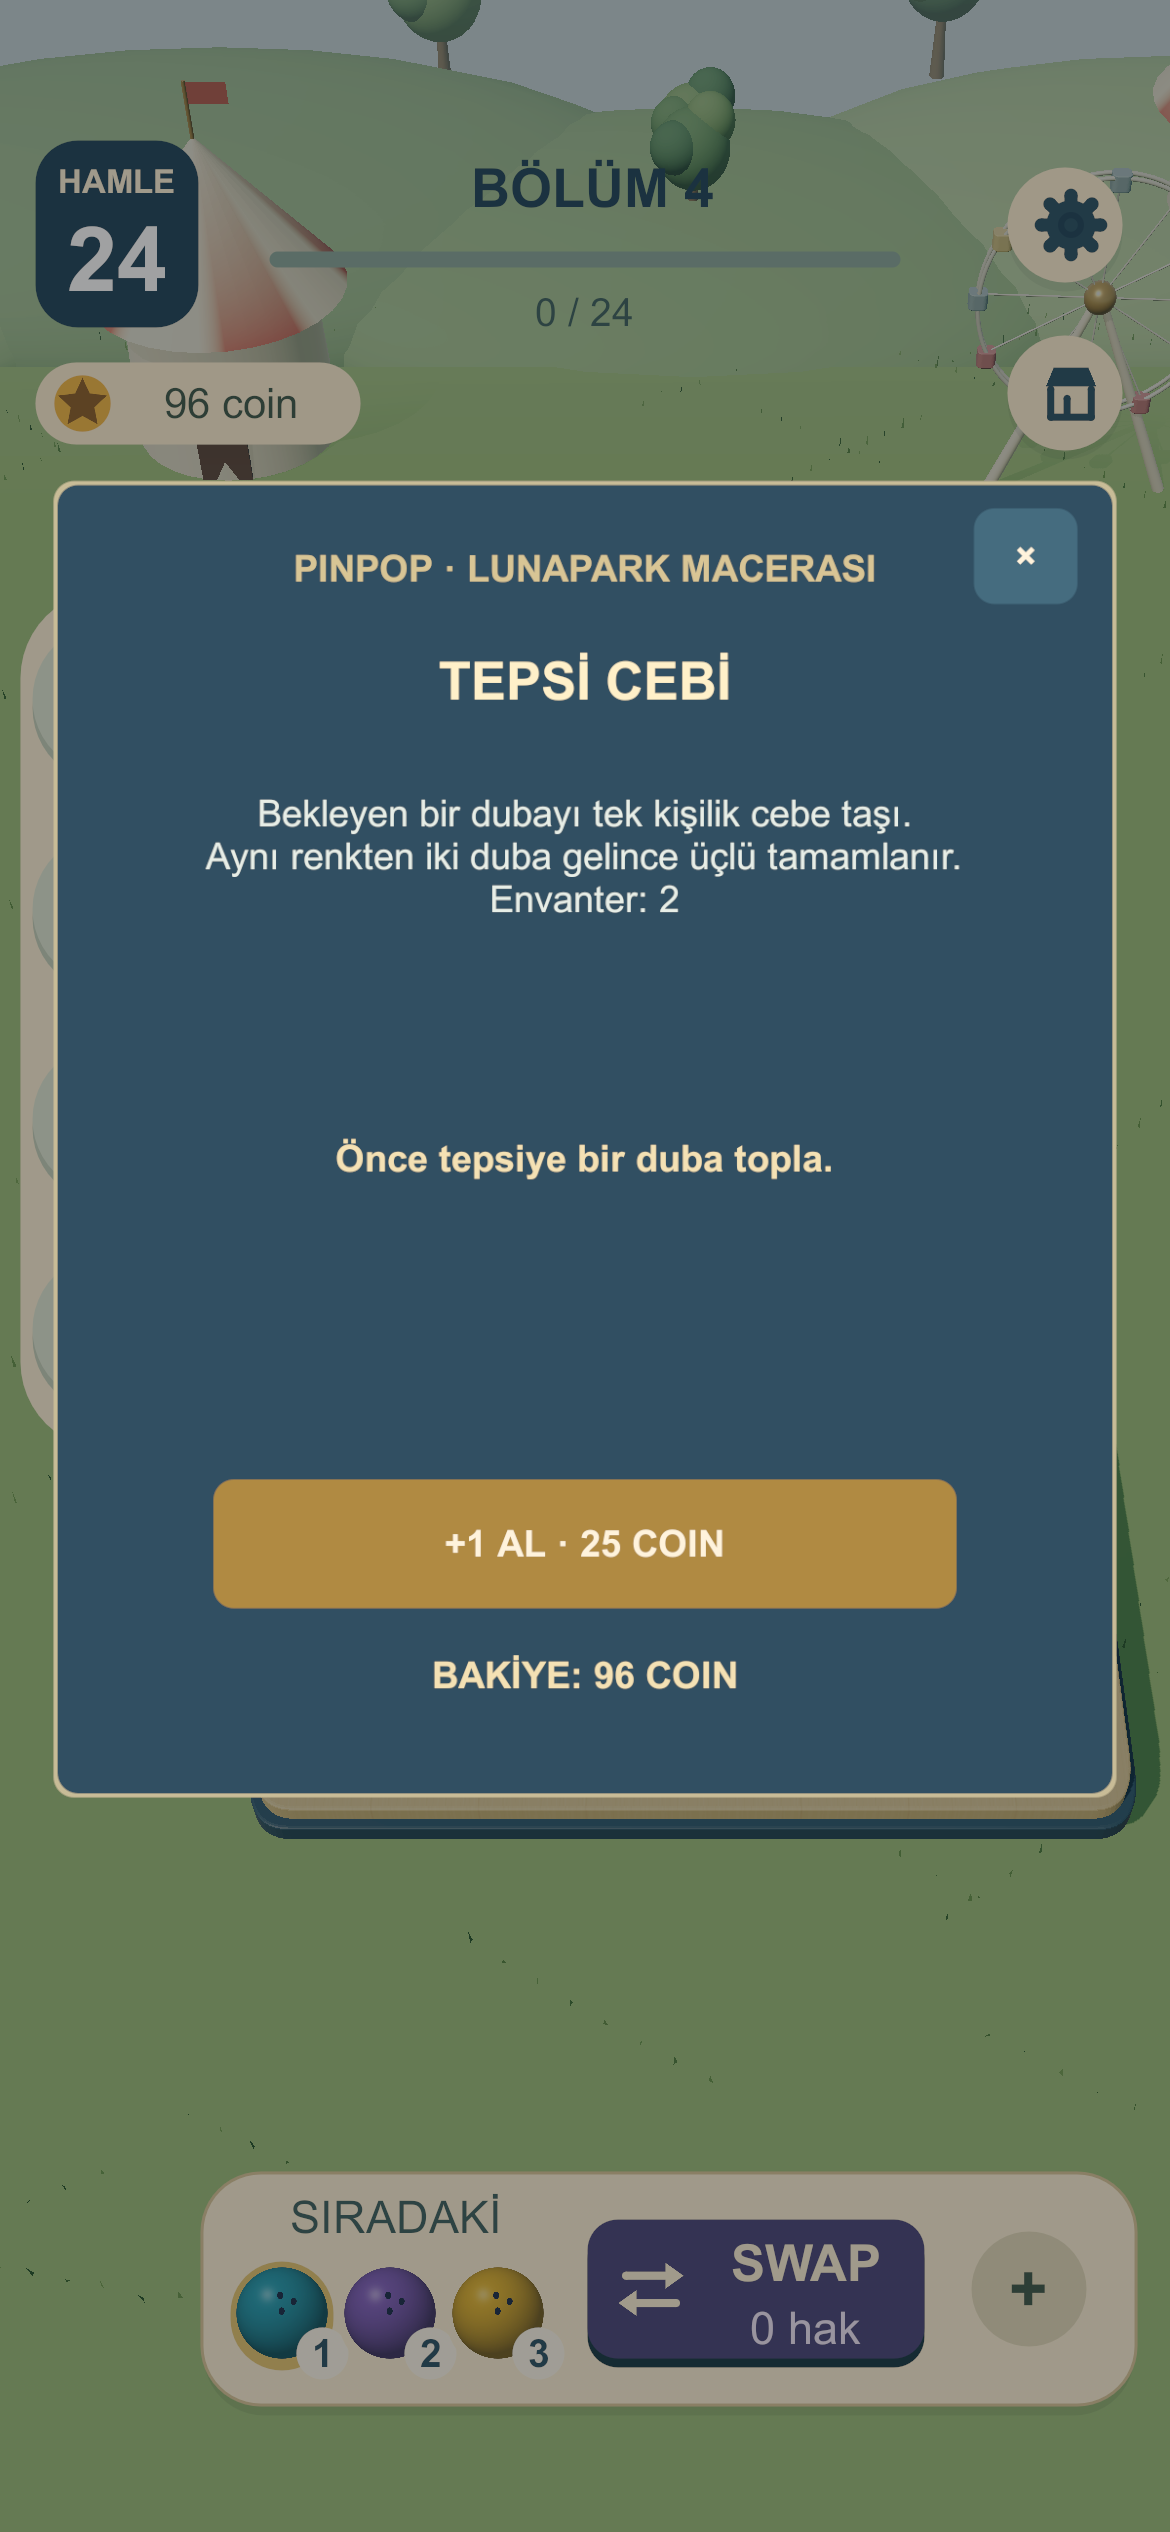 HAMLE
24
BÖLÜM 4
0 / 24
96 coin
PINPOP · LUNAPARK MACERASI
×
TEPSİ CEBİ
Bekleyen bir dubayı tek kişilik cebe taşı.
Aynı renkten iki duba gelince üçlü tamamlanır.
Envanter: 2
Önce tepsiye bir duba topla.
+1 AL · 25 COIN
BAKİYE: 96 COIN
SIRADAKİ
1 2 3
SWAP
0 hak
+